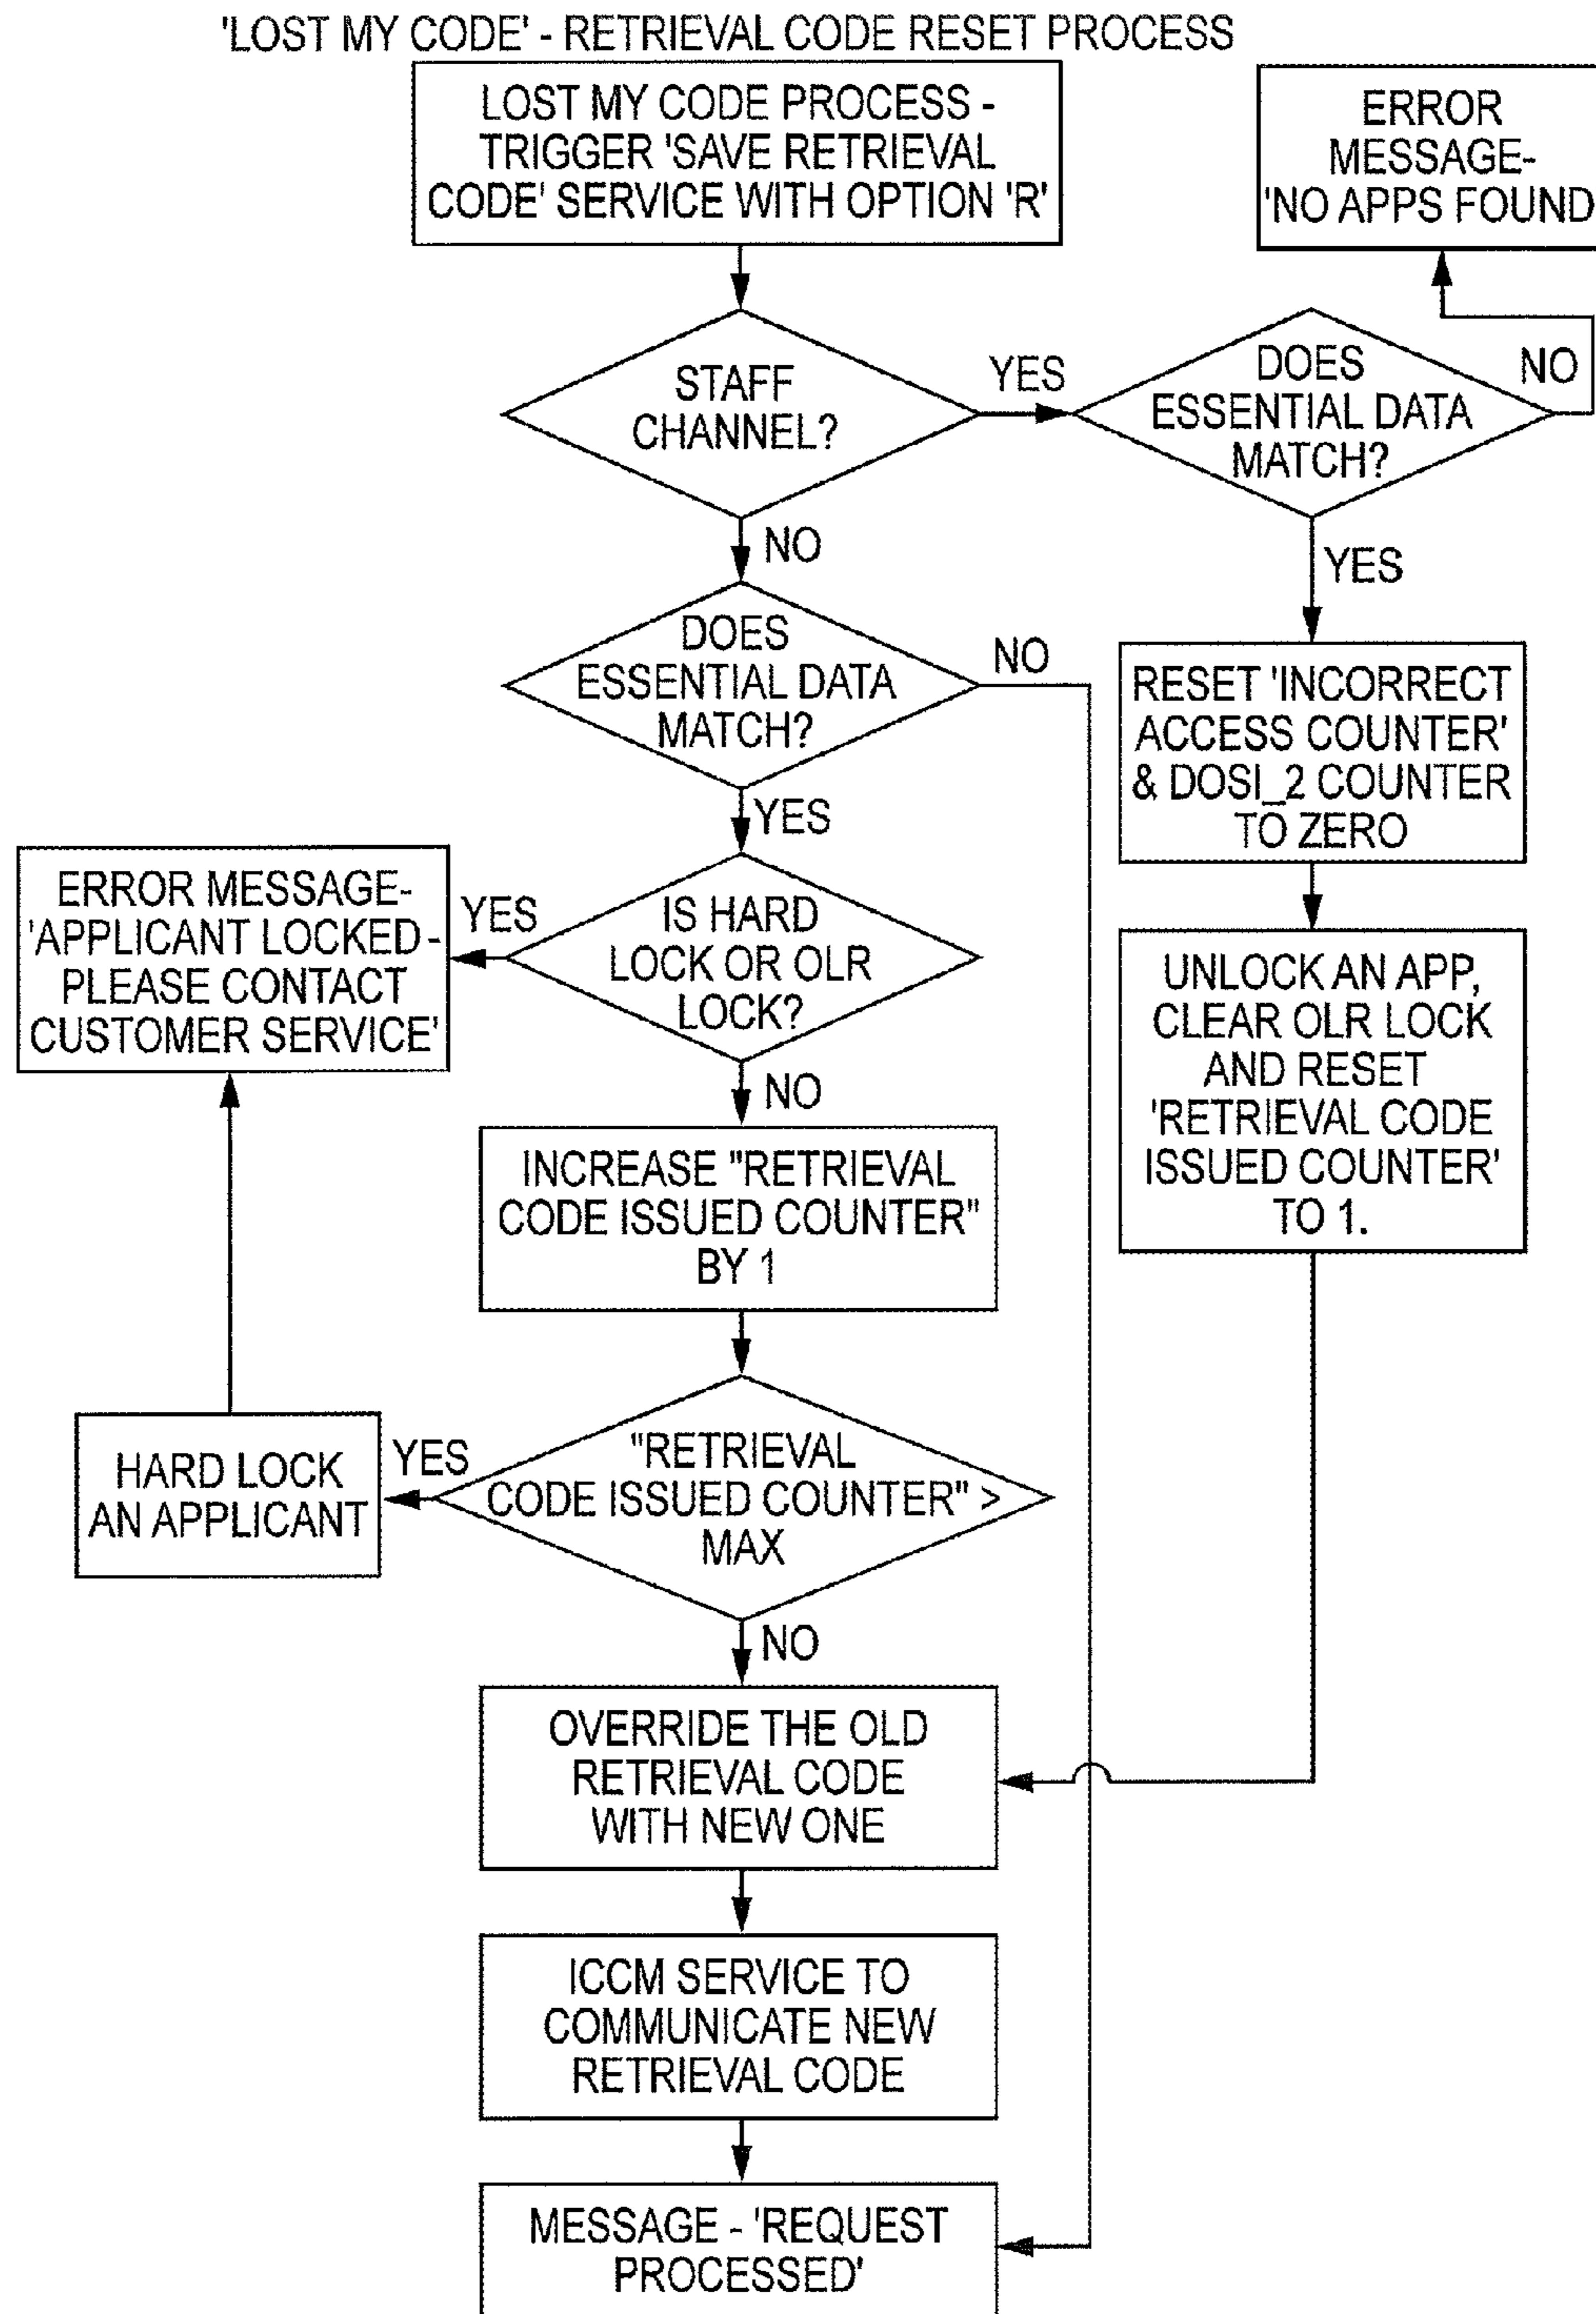 'LOST MY CODE' - RETRIEVAL CODE RESET PROCESS
LOST MY CODE PROCESS -
TRIGGER 'SAVE RETRIEVAL
CODE' SERVICE WITH OPTION 'R'
ERROR
MESSAGE-
'NO APPS FOUND
STAFF
CHANNEL?
YES
DOES
ESSENTIAL DATA
MATCH?
NO
NO
YES
DOES
ESSENTIAL DATA
MATCH?
NO
RESET 'INCORRECT
ACCESS COUNTER'
& DOSI_2 COUNTER
TO ZERO
YES
ERROR MESSAGE-
'APPLICANT LOCKED -
PLEASE CONTACT
CUSTOMER SERVICE'
YES
IS HARD
LOCK OR OLR
LOCK?
UNLOCK AN APP,
CLEAR OLR LOCK
AND RESET
'RETRIEVAL CODE
ISSUED COUNTER'
TO 1.
NO
INCREASE "RETRIEVAL
CODE ISSUED COUNTER"
BY 1
HARD LOCK
AN APPLICANT
YES
"RETRIEVAL
CODE ISSUED COUNTER" >
MAX
NO
OVERRIDE THE OLD
RETRIEVAL CODE
WITH NEW ONE
ICCM SERVICE TO
COMMUNICATE NEW
RETRIEVAL CODE
MESSAGE - 'REQUEST
PROCESSED'